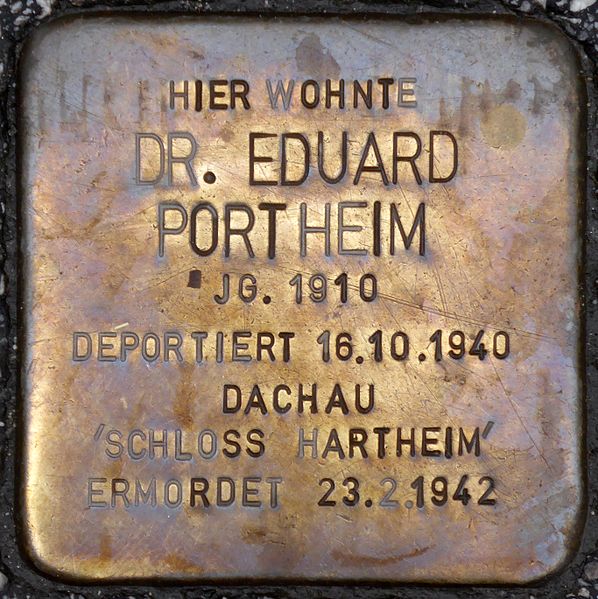 HIER WOHNTE
DR. EDUARD
PORTHEIM
JG. 1910
DEPORTIERT 16.10.1940
DACHAU
'SCHLOSS HARTHEIM'
ERMORDET 23.2.1942